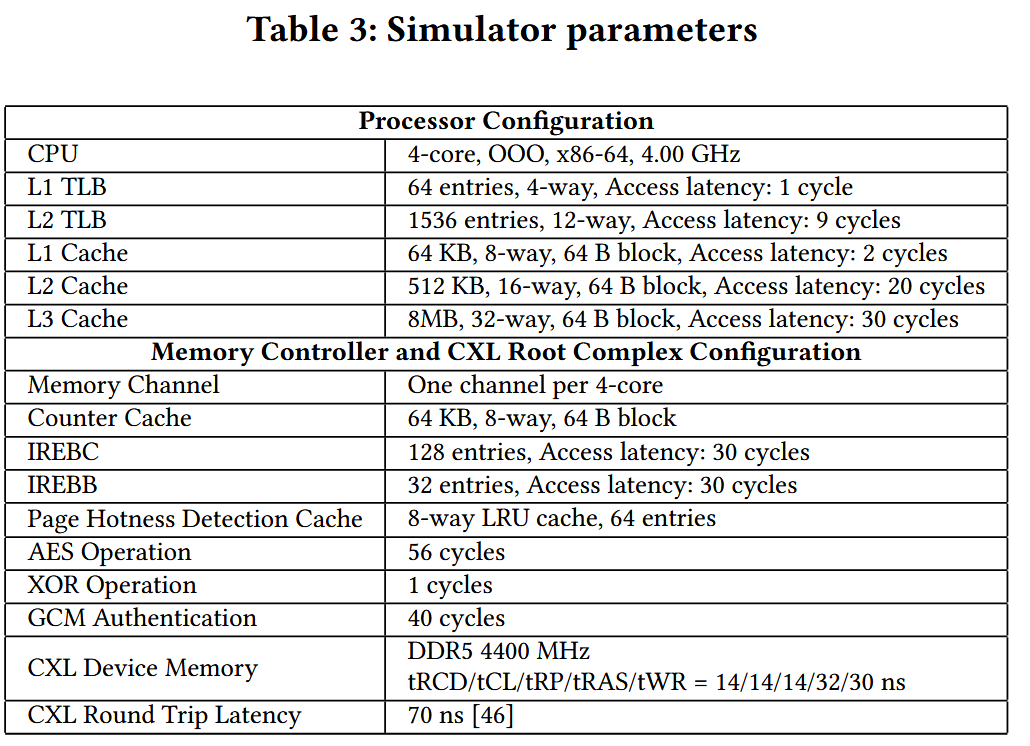 Table 3: Simulator parameters
Processor Configuration
CPU 4-core, OOO, x86-64, 4.00 GHz
L1 TLB 64 entries, 4-way, Access latency: 1 cycle
L2 TLB 1536 entries, 12-way, Access latency: 9 cycles
L1 Cache 64 KB, 8-way, 64 B block, Access latency: 2 cycles
L2 Cache 512 KB, 16-way, 64 B block, Access latency: 20 cycles
L3 Cache 8MB, 32-way, 64 B block, Access latency: 30 cycles
Memory Controller and CXL Root Complex Configuration
Memory Channel One channel per 4-core
Counter Cache 64 KB, 8-way, 64 B block
IREBC 128 entries, Access latency: 30 cycles
IREBB 32 entries, Access latency: 30 cycles
Page Hotness Detection Cache 8-way LRU cache, 64 entries
AES Operation 56 cycles
XOR Operation 1 cycles
GCM Authentication 40 cycles
CXL Device Memory DDR5 4400 MHz
tRCD/tCL/tRP/tRAS/tWR = 14/14/14/32/30 ns
CXL Round Trip Latency 70 ns [46]